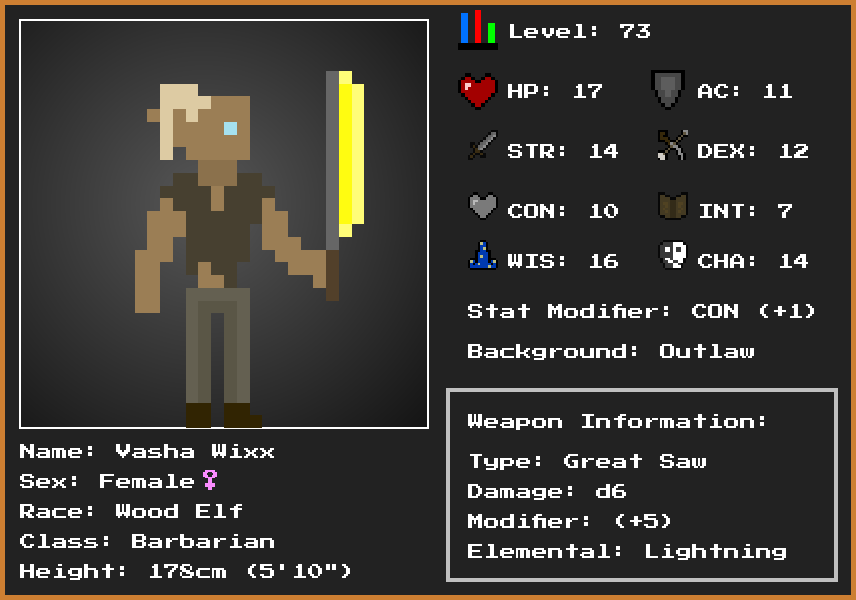 Level: 73
HP: 17
AC: 11
STR: 14
DEX: 12
CON: 10
INT: 7
WIS: 16
CHA: 14
Stat Modifier: CON (+1)
Background: Outlaw
Weapon Information:
Type: Great Saw
Damage: d6
Modifier: (+5)
Elemental: Lightning
Name: Vasha Wixx
Sex: Female♀
Race: Wood Elf
Class: Barbarian
Height: 178cm (5'10")